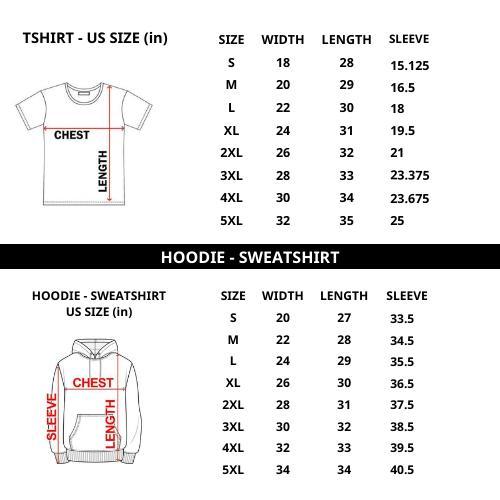 TSHIRT - US SIZE (in)
SIZE WIDTH LENGTH SLEEVE
S 18 28 15.125
M 20 29 16.5
L 22 30 18
XL 24 31 19.5
2XL 26 32 21
3XL 28 33 23.375
4XL 30 34 23.675
5XL 32 35 25
CHEST
LENGTH
HOODIE - SWEATSHIRT
HOODIE - SWEATSHIRT
US SIZE (in)
SIZE WIDTH LENGTH SLEEVE
S 20 27 33.5
M 22 28 34.5
L 24 29 35.5
XL 26 30 36.5
2XL 28 31 37.5
3XL 30 32 38.5
4XL 32 33 39.5
5XL 34 34 40.5
CHEST
SLEEVE
LENGTH